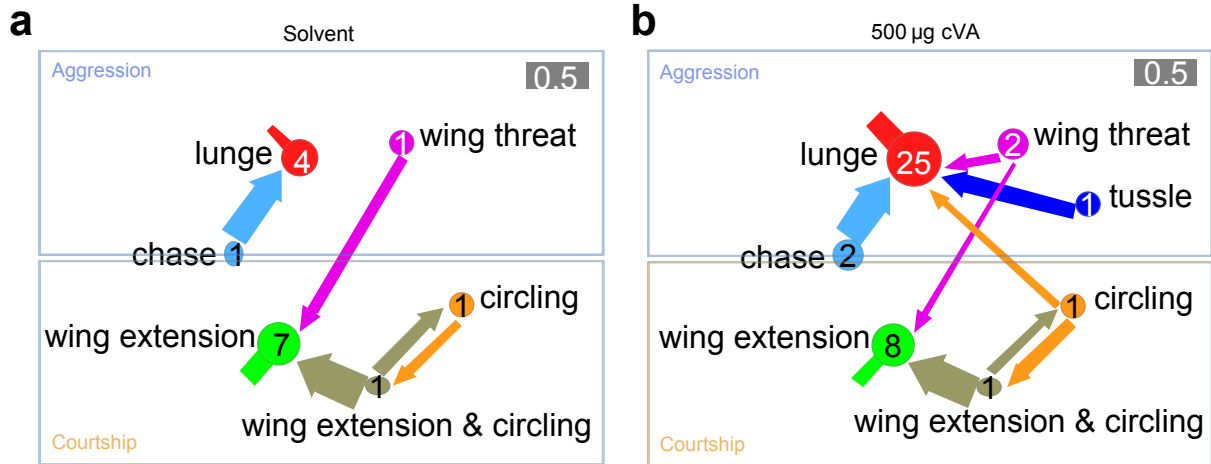 a
Solvent
Aggression
0.5
lunge
4
1
wing threat
chase
1
wing extension
7
1
circling
1
wing extension & circling
Courtship
b
500 µg cVA
Aggression
0.5
lunge
25
2
wing threat
1
tussle
chase
2
wing extension
8
1
circling
1
wing extension & circling
Courtship